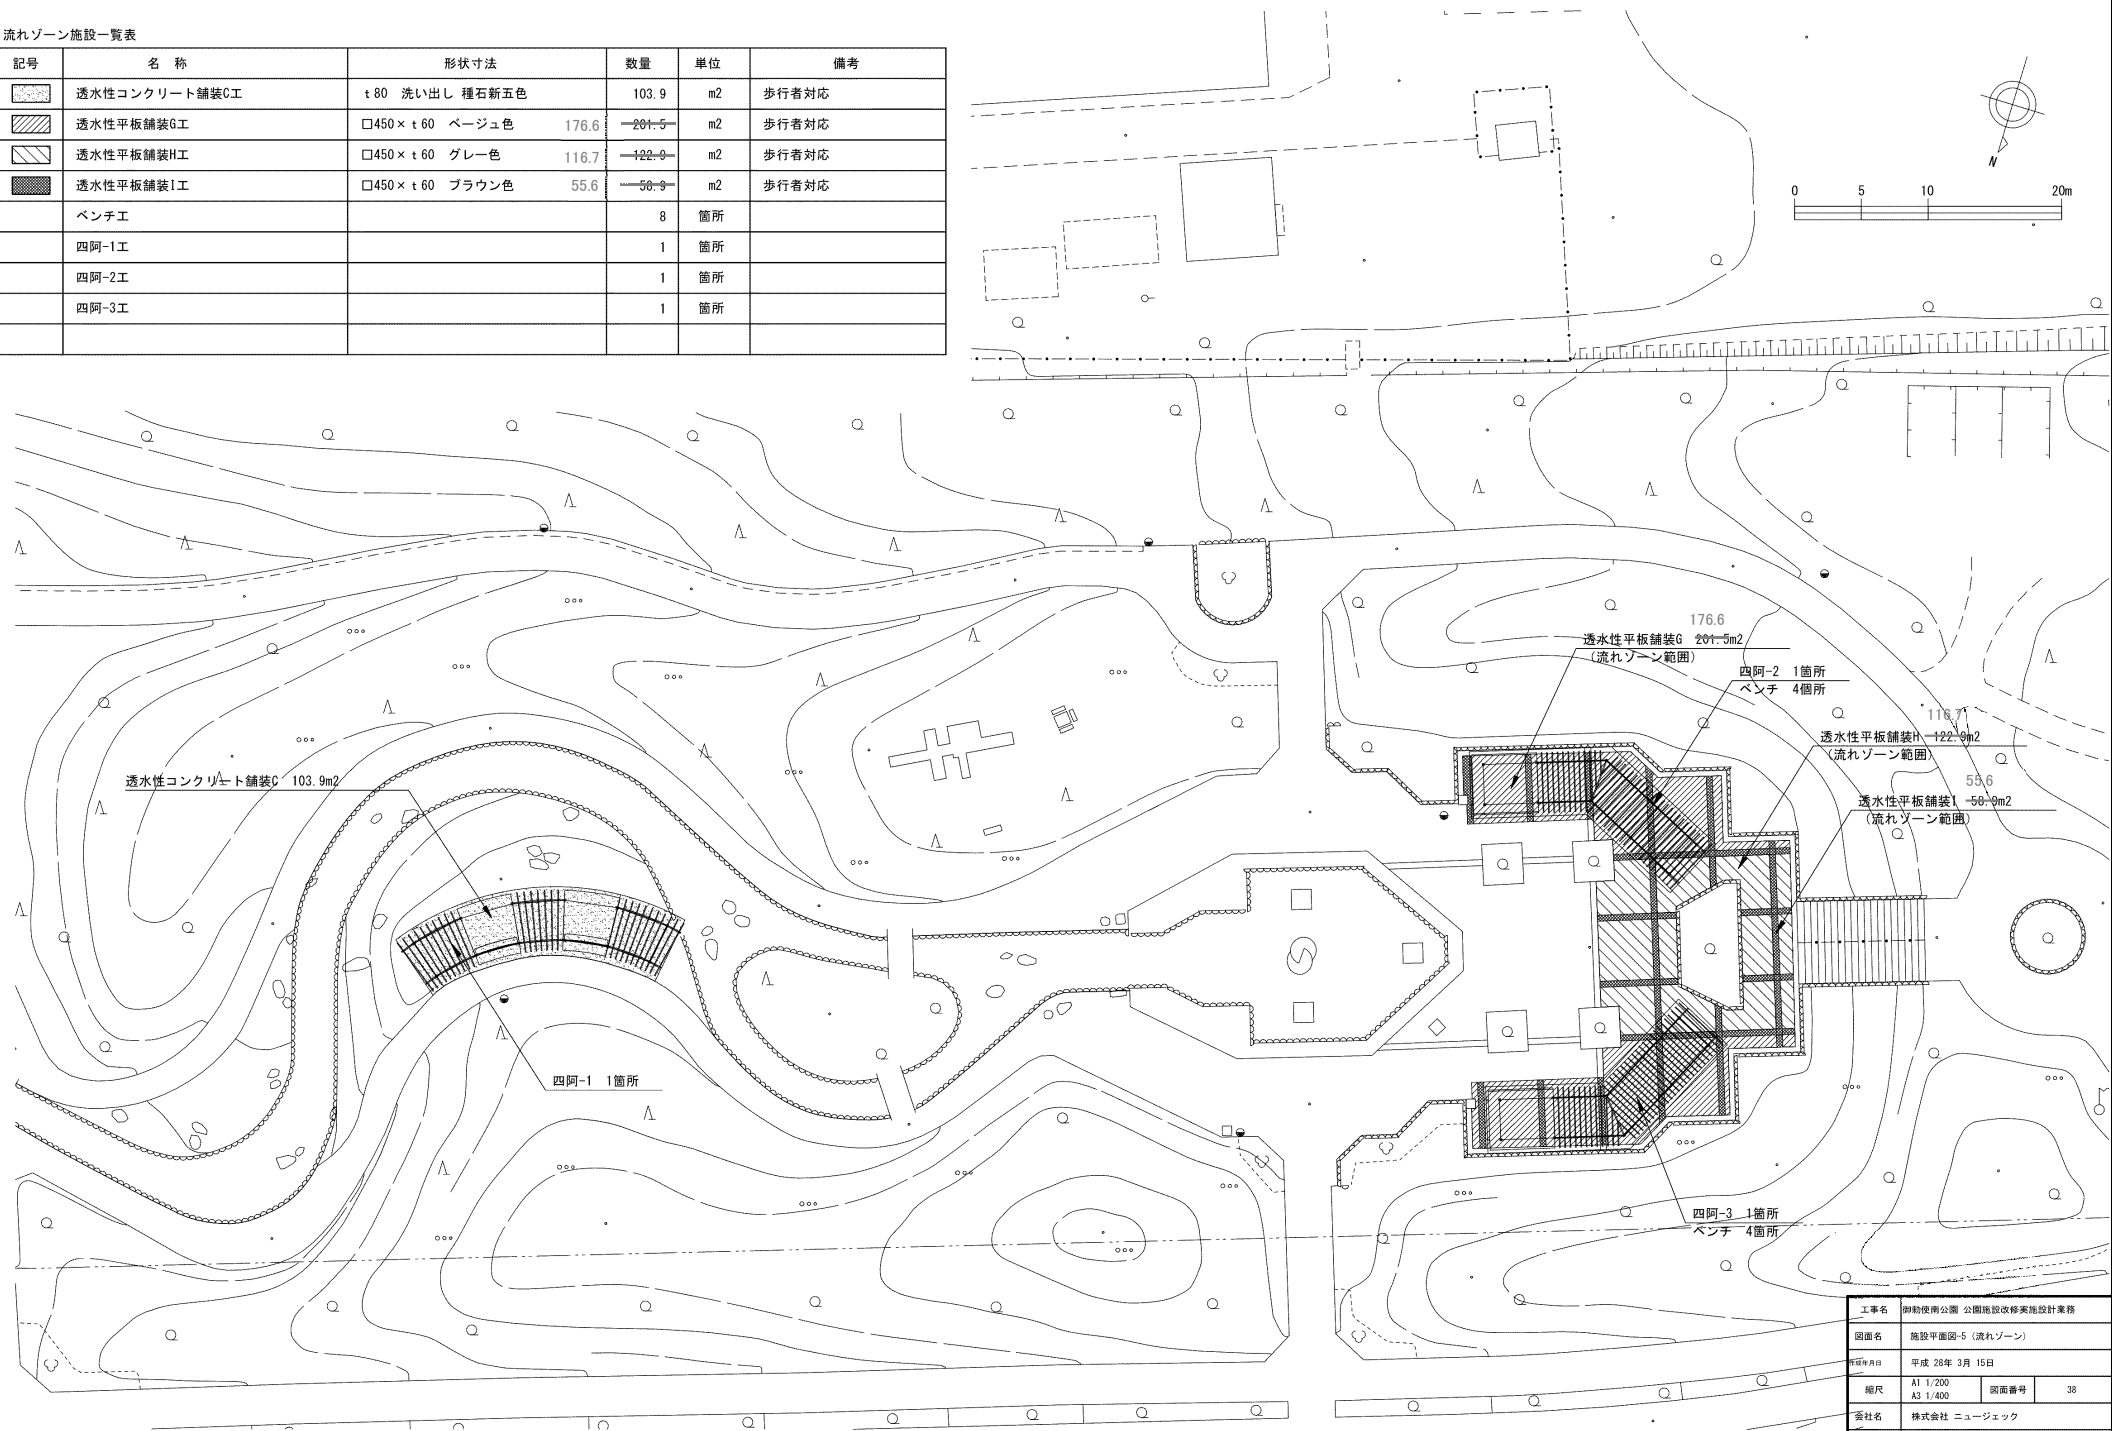 流れゾーン施設一覧表
記号 名 称 形状寸法 数量 単位 備考
透水性コンクリート舗装C工 t80 洗い出し 種石新五色 103.9 m2 歩行者対応
透水性平板舗装G工 □450×t60 ベージュ色 176.6 201.5 m2 歩行者対応
透水性平板舗装H工 □450×t60 グレー色 116.7 122.9 m2 歩行者対応
透水性平板舗装I工 □450×t60 ブラウン色 55.6 58.9 m2 歩行者対応
ベンチ工 8 箇所
四阿-1工 1 箇所
四阿-2工 1 箇所
四阿-3工 1 箇所
N
0 5 10 20m
176.6
透水性平板舗装G 201.5m2
(流れゾーン範囲)
四阿-2 1箇所
ベンチ 4個所
116.7
透水性平板舗装H 122.9m2
(流れゾーン範囲)
55.6
透水性平板舗装I 58.9m2
(流れゾーン範囲)
透水性コンクリート舗装C 103.9m2
四阿-1 1箇所
四阿-3 1箇所
ベンチ 4箇所
工事名 御勅使南公園 公園施設改修実施設計業務
図面名 施設平面図-5 (流れゾーン)
作成年月日 平成 28年 3月 15日
縮尺 A1 1/200 図面番号 38
A3 1/400
会社名 株式会社 ニュージェック